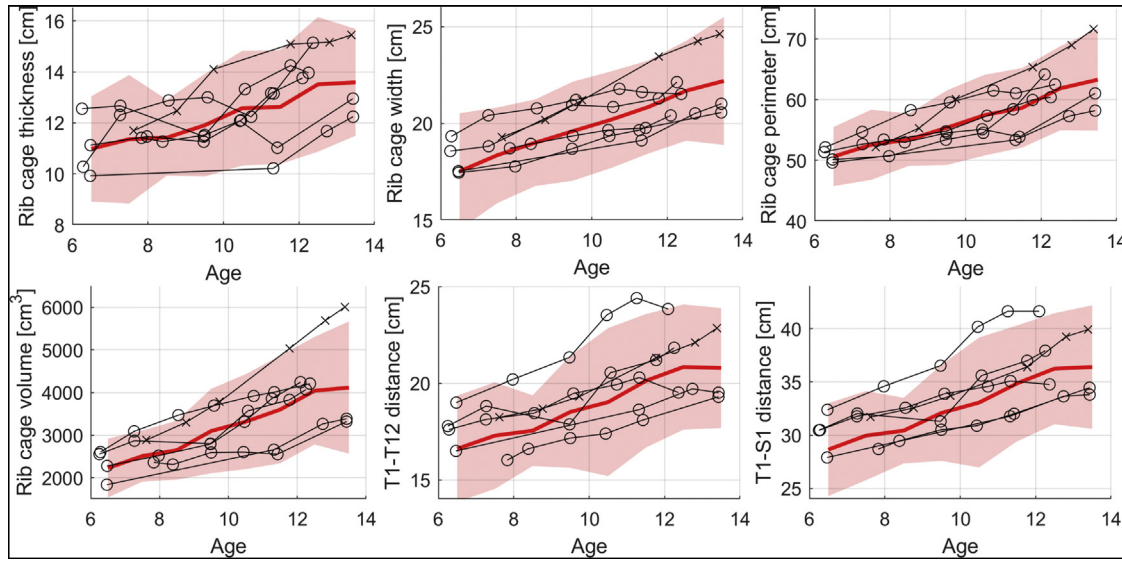 Rib cage thickness [cm]
16
14
12
10
8
6 8 10 12 14
Age
Rib cage width [cm]
25
20
15
6 8 10 12 14
Age
Rib cage perimeter [cm]
70
60
50
40
6 8 10 12 14
Age
Rib cage volume [cm³]
6000
5000
4000
3000
2000
6 8 10 12 14
Age
T1-T12 distance [cm]
25
20
15
6 8 10 12 14
Age
T1-S1 distance [cm]
40
35
30
25
6 8 10 12 14
Age